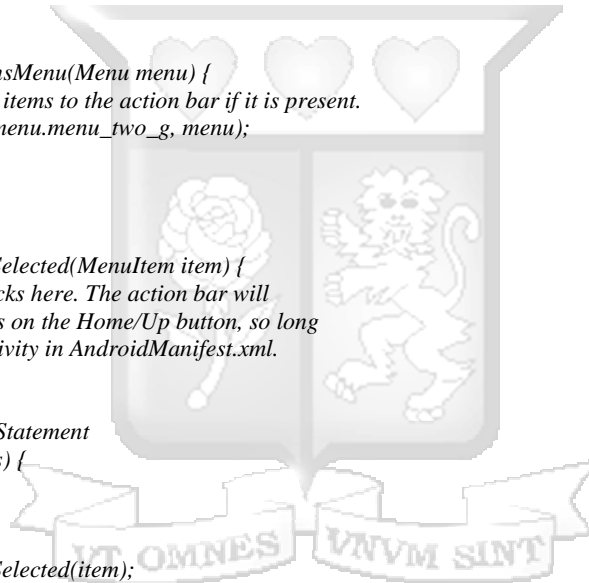 nsMenu(Menu menu) {
items to the action bar if it is present.
menu.menu_two_g, menu);
Selected(MenuItem item) {
cks here. The action bar will
s on the Home/Up button, so long
tivity in AndroidManifest.xml.
Statement
s) {
VT OMNES VNVM SINT
Selected(item);